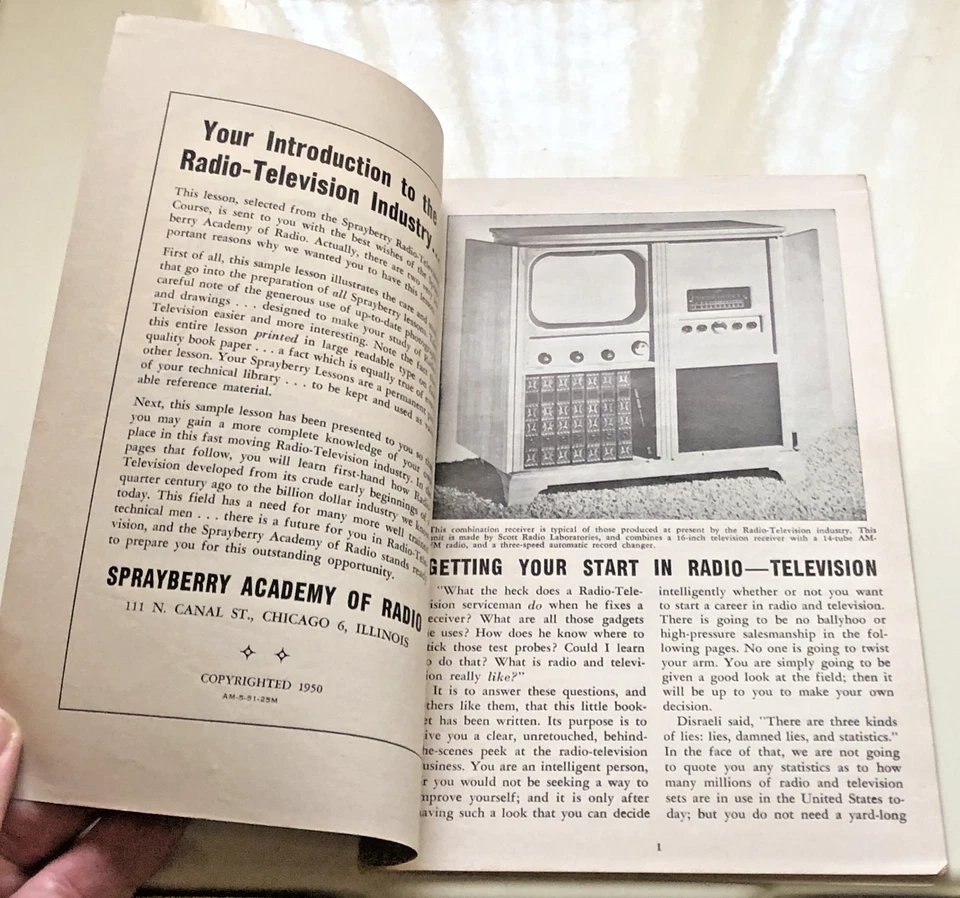 Your Introduction to the
Radio-Television Industry...
This lesson, selected from the Sprayberry Radio-
Course, is sent to you with the best wishes of the
berry Academy of Radio. Actually, there are two
portant reasons why we wanted you to have this
First of all, this sample lesson illustrates the care and
that go into the preparation of all Sprayberry lessons.
careful note of the generous use of up-to-date
and drawings . . . designed to make your study of
Television easier and more interesting. Note the fact
this entire lesson printed in large readable type on
quality book paper . . . a fact which is equally true of
other lesson. Your Sprayberry Lessons are a permanent
of your technical library . . . to be kept and used as
able reference material.
Next, this sample lesson has been presented to you so
you may gain a more complete knowledge of your
place in this fast moving Radio-Television industry. In
pages that follow, you will learn first-hand how
Television developed from its crude early beginnings
quarter century ago to the billion dollar industry we
today. This field has a need for many more well
technical men . . . there is a future for you in Radio-
vision, and the Sprayberry Academy of Radio stands
to prepare you for this outstanding opportunity.
SPRAYBERRY ACADEMY OF RADIO
111 N. CANAL ST., CHICAGO 6, ILLINOIS
COPYRIGHTED 1950
AM-5-51-25M
This combination receiver is typical of those produced at present by the Radio-Television industry. This
unit is made by Scott Radio Laboratories, and combines a 16-inch television receiver with a 14-tube AM-
FM radio, and a three-speed automatic record changer.
GETTING YOUR START IN RADIO—TELEVISION
"What the heck does a Radio-Tele-
ision serviceman do when he fixes a
eceiver? What are all those gadgets
e uses? How does he know where to
tick those test probes? Could I learn
o do that? What is radio and televi-
ion really like?"
It is to answer these questions, and
thers like them, that this little book-
et has been written. Its purpose is to
ive you a clear, unretouched, behind-
he-scenes peek at the radio-television
usiness. You are an intelligent person,
r you would not be seeking a way to
mprove yourself; and it is only after
aving such a look that you can decide
intelligently whether or not you want
to start a career in radio and television.
There is going to be no ballyhoo or
high-pressure salesmanship in the fol-
lowing pages. No one is going to twist
your arm. You are simply going to be
given a good look at the field; then it
will be up to you to make your own
decision.
Disraeli said, "There are three kinds
of lies: lies, damned lies, and statistics."
In the face of that, we are not going
to quote you any statistics as to how
many millions of radio and television
sets are in use in the United States to-
day; but you do not need a yard-long
1